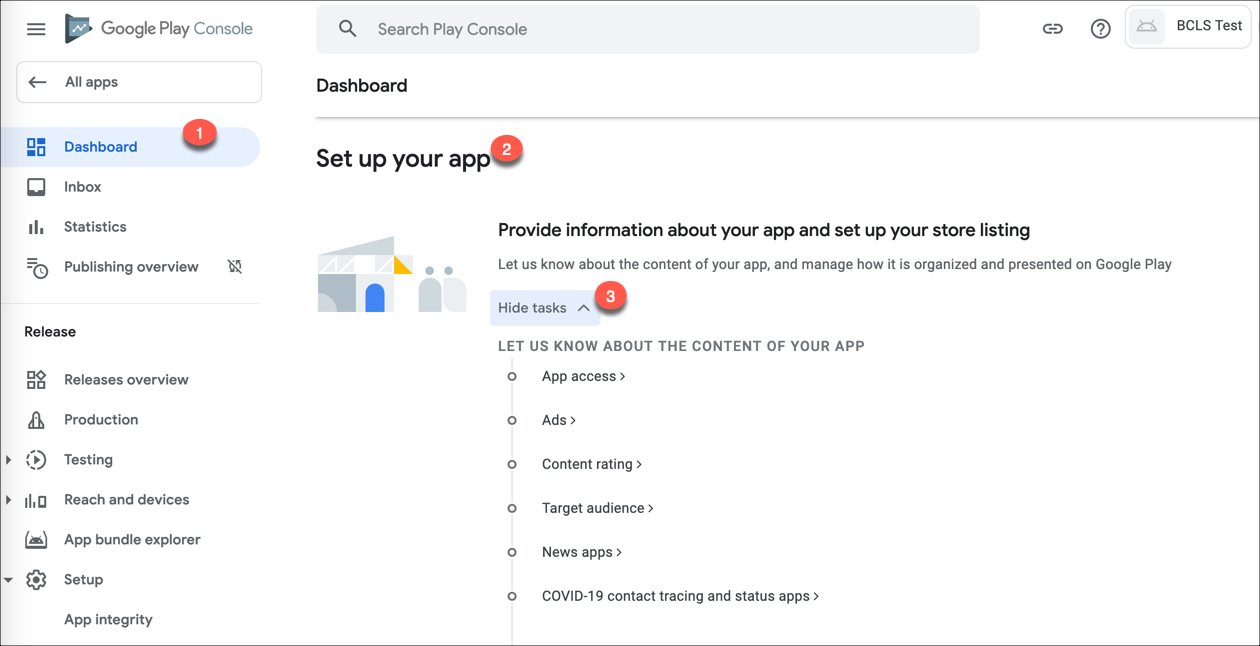 Google Play Console
Search Play Console
BCLS Test
All apps
Dashboard
1
Inbox
Statistics
Publishing overview
Release
Releases overview
Production
Testing
Reach and devices
App bundle explorer
Setup
App integrity
Dashboard
Set up your app
2
Provide information about your app and set up your store listing
Let us know about the content of your app, and manage how it is organized and presented on Google Play
Hide tasks
3
LET US KNOW ABOUT THE CONTENT OF YOUR APP
App access
Ads
Content rating
Target audience
News apps
COVID-19 contact tracing and status apps